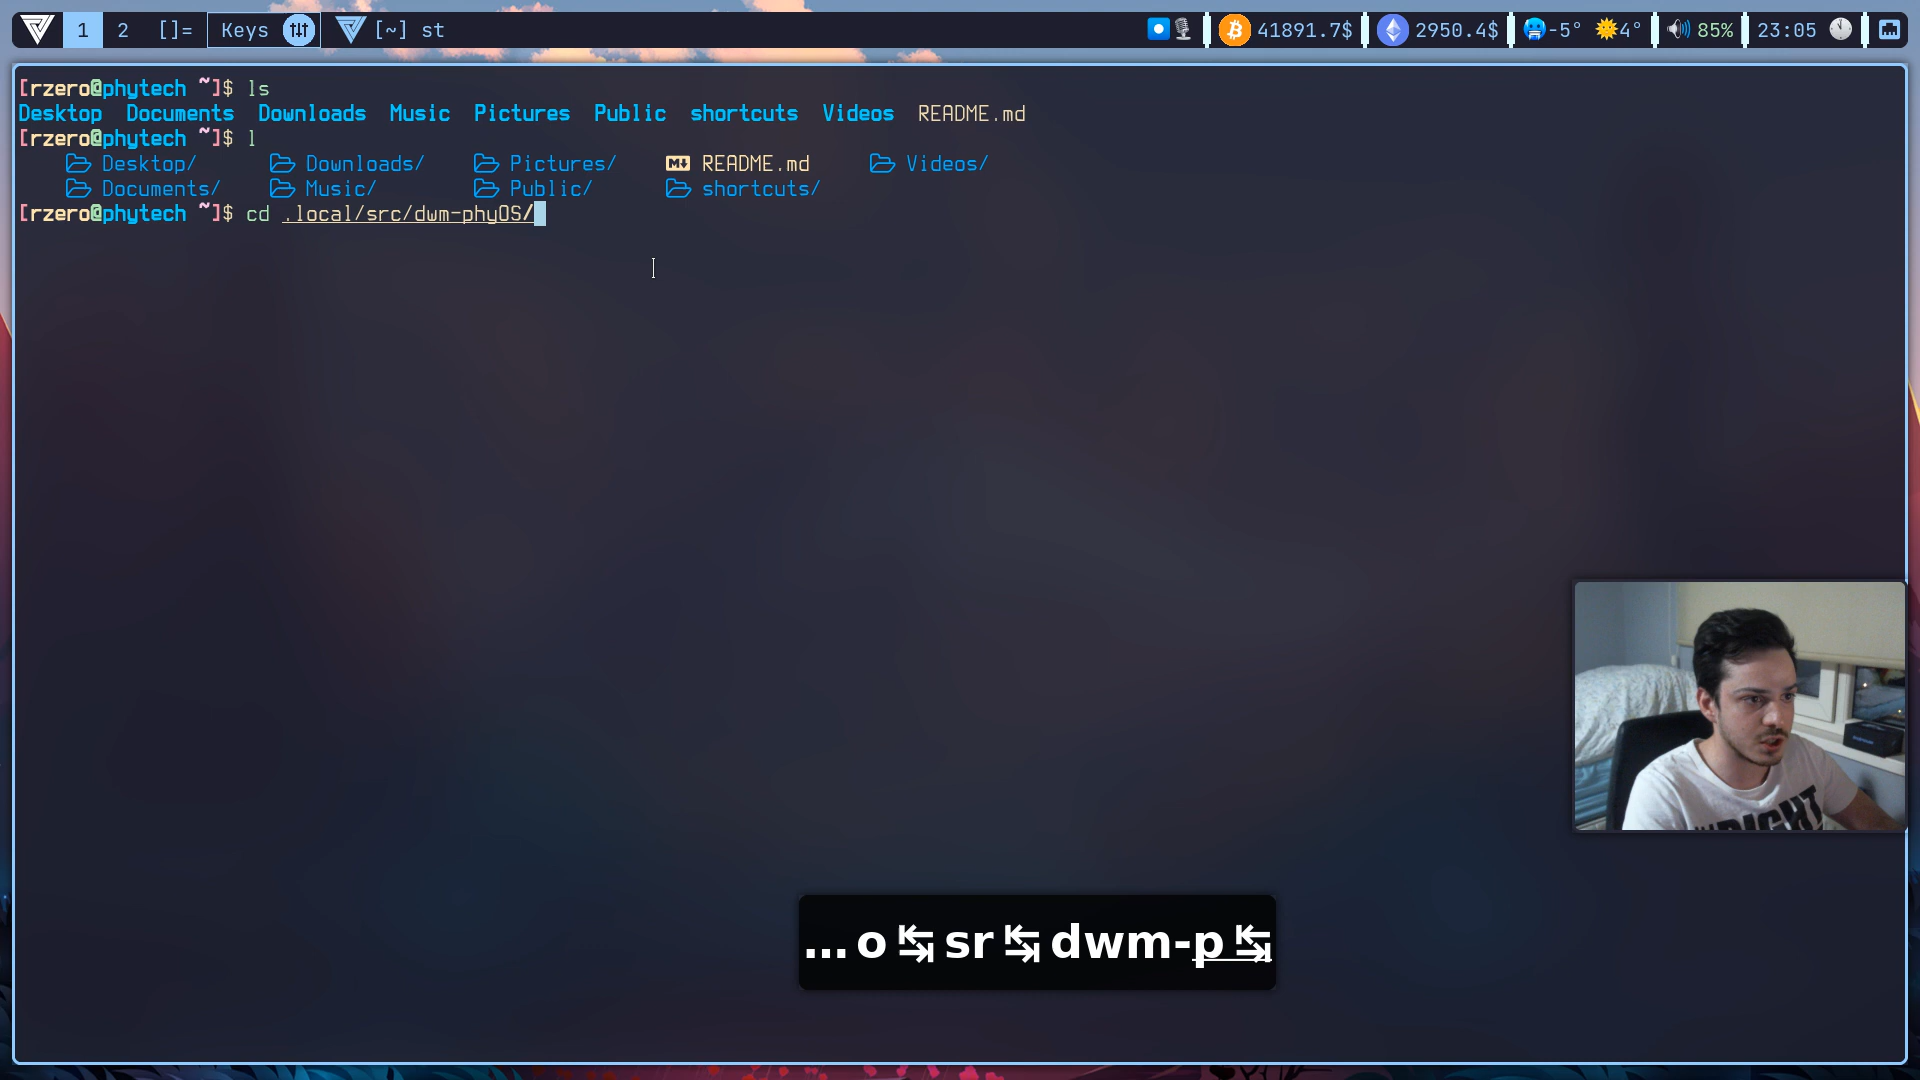 1 2 []= Keys [~] st 41891.7$ 2950.4$ -5° 4° 85% 23:05
[rzero@phytech ~]$ ls
Desktop Documents Downloads Music Pictures Public shortcuts Videos README.md
[rzero@phytech ~]$ l
Desktop/ Downloads/ Pictures/ README.md Videos/
Documents/ Music/ Public/ shortcuts/
[rzero@phytech ~]$ cd .local/src/dwm-phyOS/
...o↹sr↹dwm-p↹